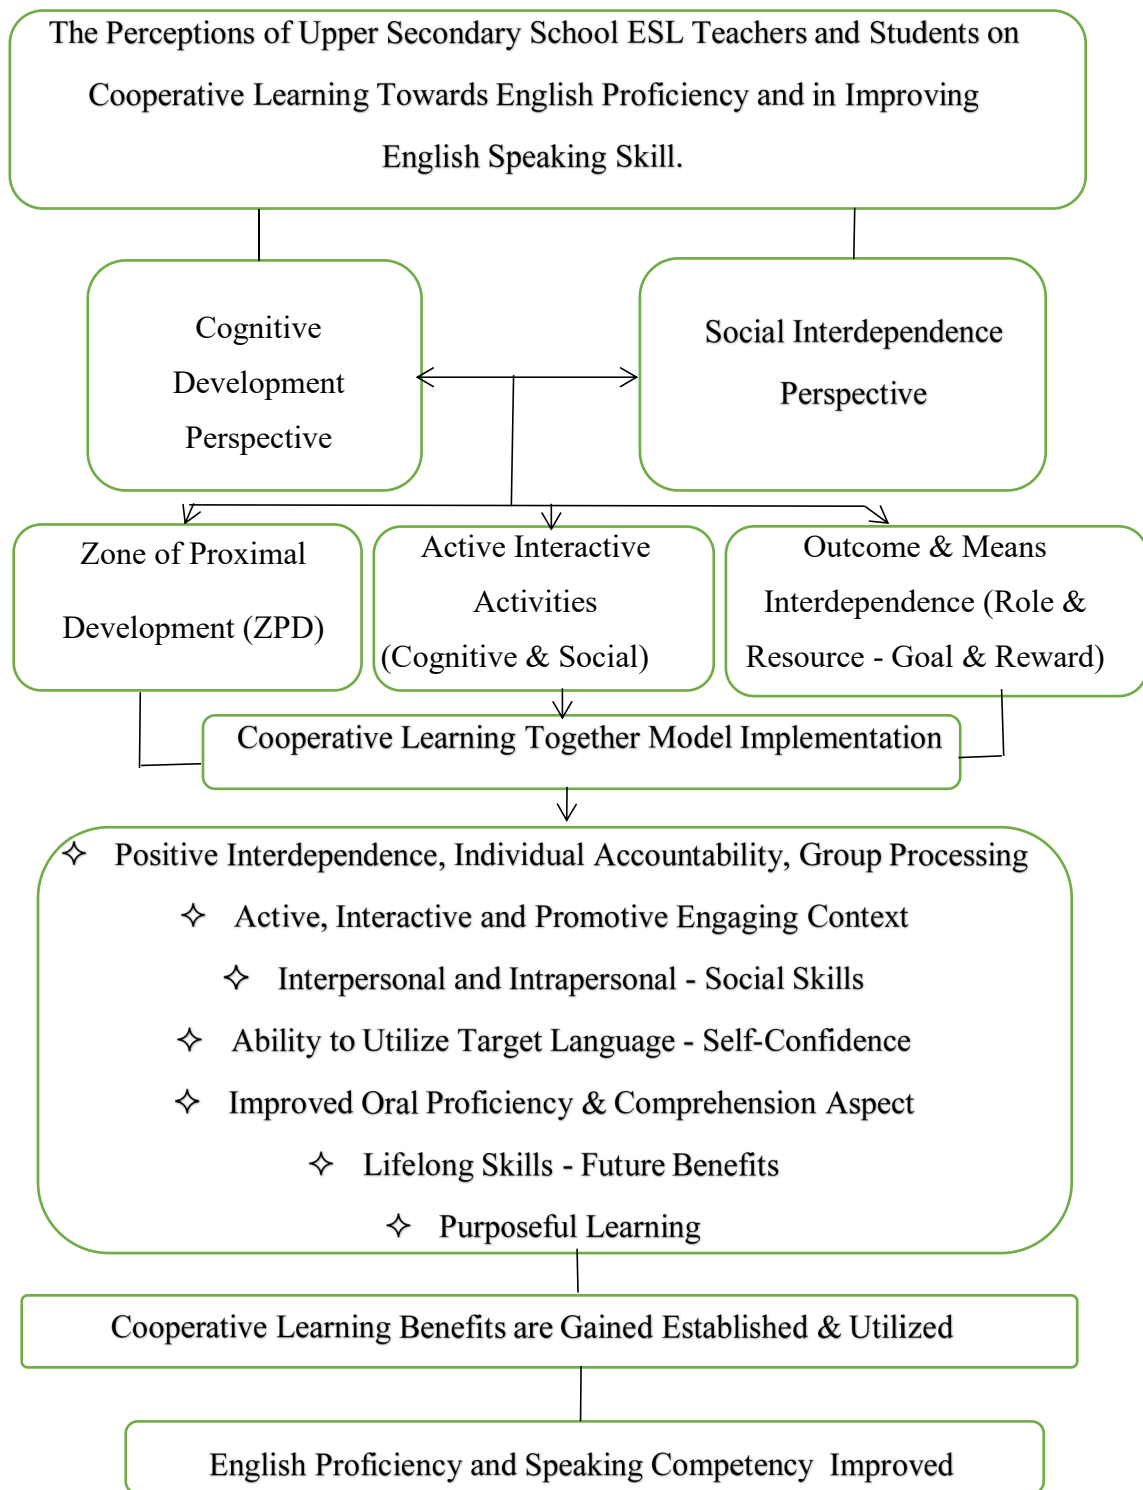 The Perceptions of Upper Secondary School ESL Teachers and Students on
Cooperative Learning Towards English Proficiency and in Improving
English Speaking Skill.
Cognitive
Development
Perspective
Social Interdependence
Perspective
Zone of Proximal
Development (ZPD)
Active Interactive
Activities
(Cognitive & Social)
Outcome & Means
Interdependence (Role &
Resource - Goal & Reward)
Cooperative Learning Together Model Implementation
✧ Positive Interdependence, Individual Accountability, Group Processing
✧ Active, Interactive and Promotive Engaging Context
✧ Interpersonal and Intrapersonal - Social Skills
✧ Ability to Utilize Target Language - Self-Confidence
✧ Improved Oral Proficiency & Comprehension Aspect
✧ Lifelong Skills - Future Benefits
✧ Purposeful Learning
Cooperative Learning Benefits are Gained Established & Utilized
English Proficiency and Speaking Competency Improved